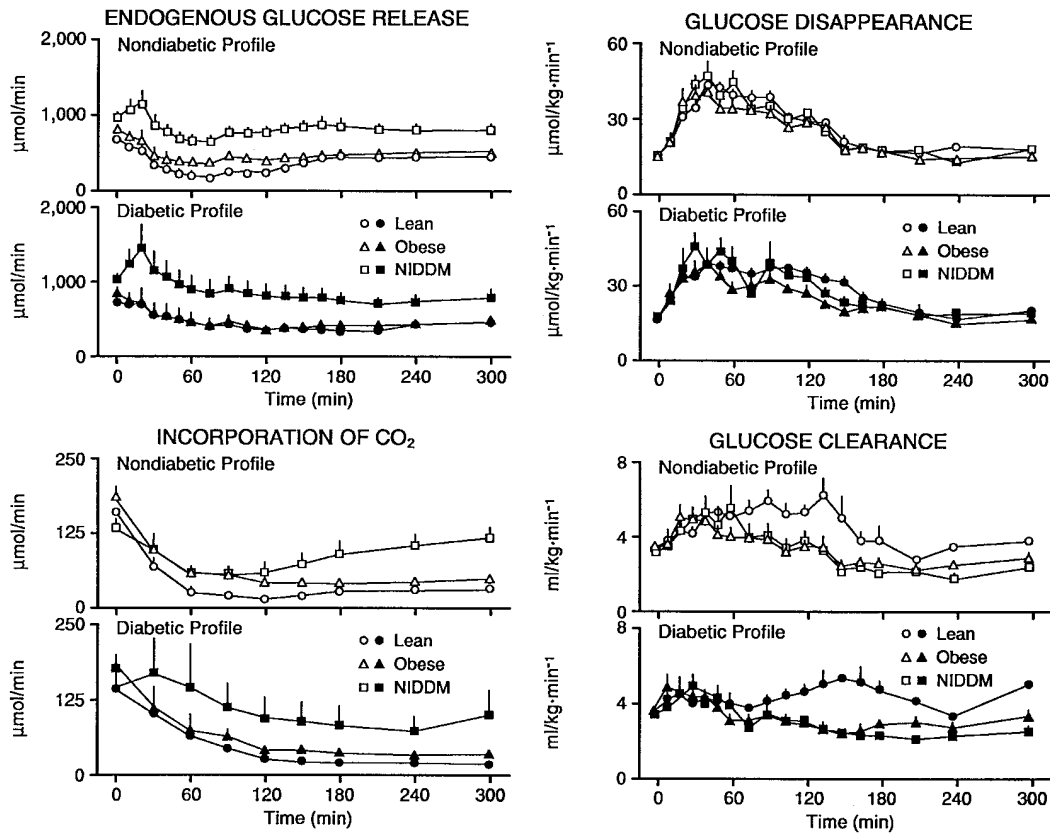 ENDOGENOUS GLUCOSE RELEASE
2,000
Nondiabetic Profile
µmol/min
1,000
0
2,000
Diabetic Profile
Lean
Obese
NIDDM
µmol/min
1,000
0
0 60 120 180 240 300
Time (min)
GLUCOSE DISAPPEARANCE
60
Nondiabetic Profile
µmol/kg·min⁻¹
30
0
60
Diabetic Profile
Lean
Obese
NIDDM
µmol/kg·min⁻¹
30
0
0 60 120 180 240 300
Time (min)
INCORPORATION OF CO₂
250
Nondiabetic Profile
µmol/min
125
0
250
Diabetic Profile
Lean
Obese
NIDDM
µmol/min
125
0
0 60 120 180 240 300
Time (min)
GLUCOSE CLEARANCE
8
Nondiabetic Profile
ml/kg·min⁻¹
4
0
8
Diabetic Profile
Lean
Obese
NIDDM
ml/kg·min⁻¹
4
0
0 60 120 180 240 300
Time (min)